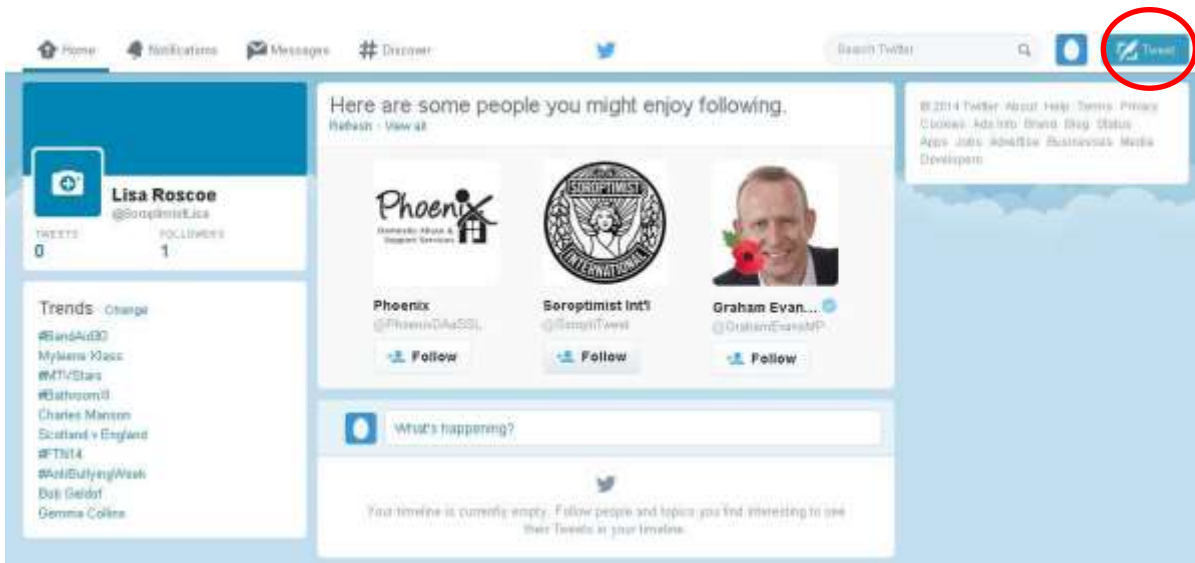 Home Notifications Messages # Discover Search Twitter Tweet
Lisa Roscoe
@SoroptimistLisa
TWEETS FOLLOWERS
0 1
Trends Change
#BandAid30
Myleene Klass
#MTVStars
Charles Manson
Scotland v England
#FTN14
#AntiBullyingWeek
Bob Geldof
Gemma Collins
Here are some people you might enjoy following.
Refresh · View all
Phoenix
Domestic Abuse &
Support Services
SOROPTIMIST
INTERNATIONAL
Phoenix
@PhoenixDAaSSL
Follow
Soroptimist Int'l
@SoroptiTweet
Follow
Graham Evan...
@GrahamEvansMP
Follow
What's happening?
Your timeline is currently empty. Follow people and topics you find interesting to see
their Tweets in your timeline.
© 2014 Twitter About Help Terms Privacy
Cookies Ads info Brand Blog Status
Apps Jobs Advertise Businesses Media
Developers